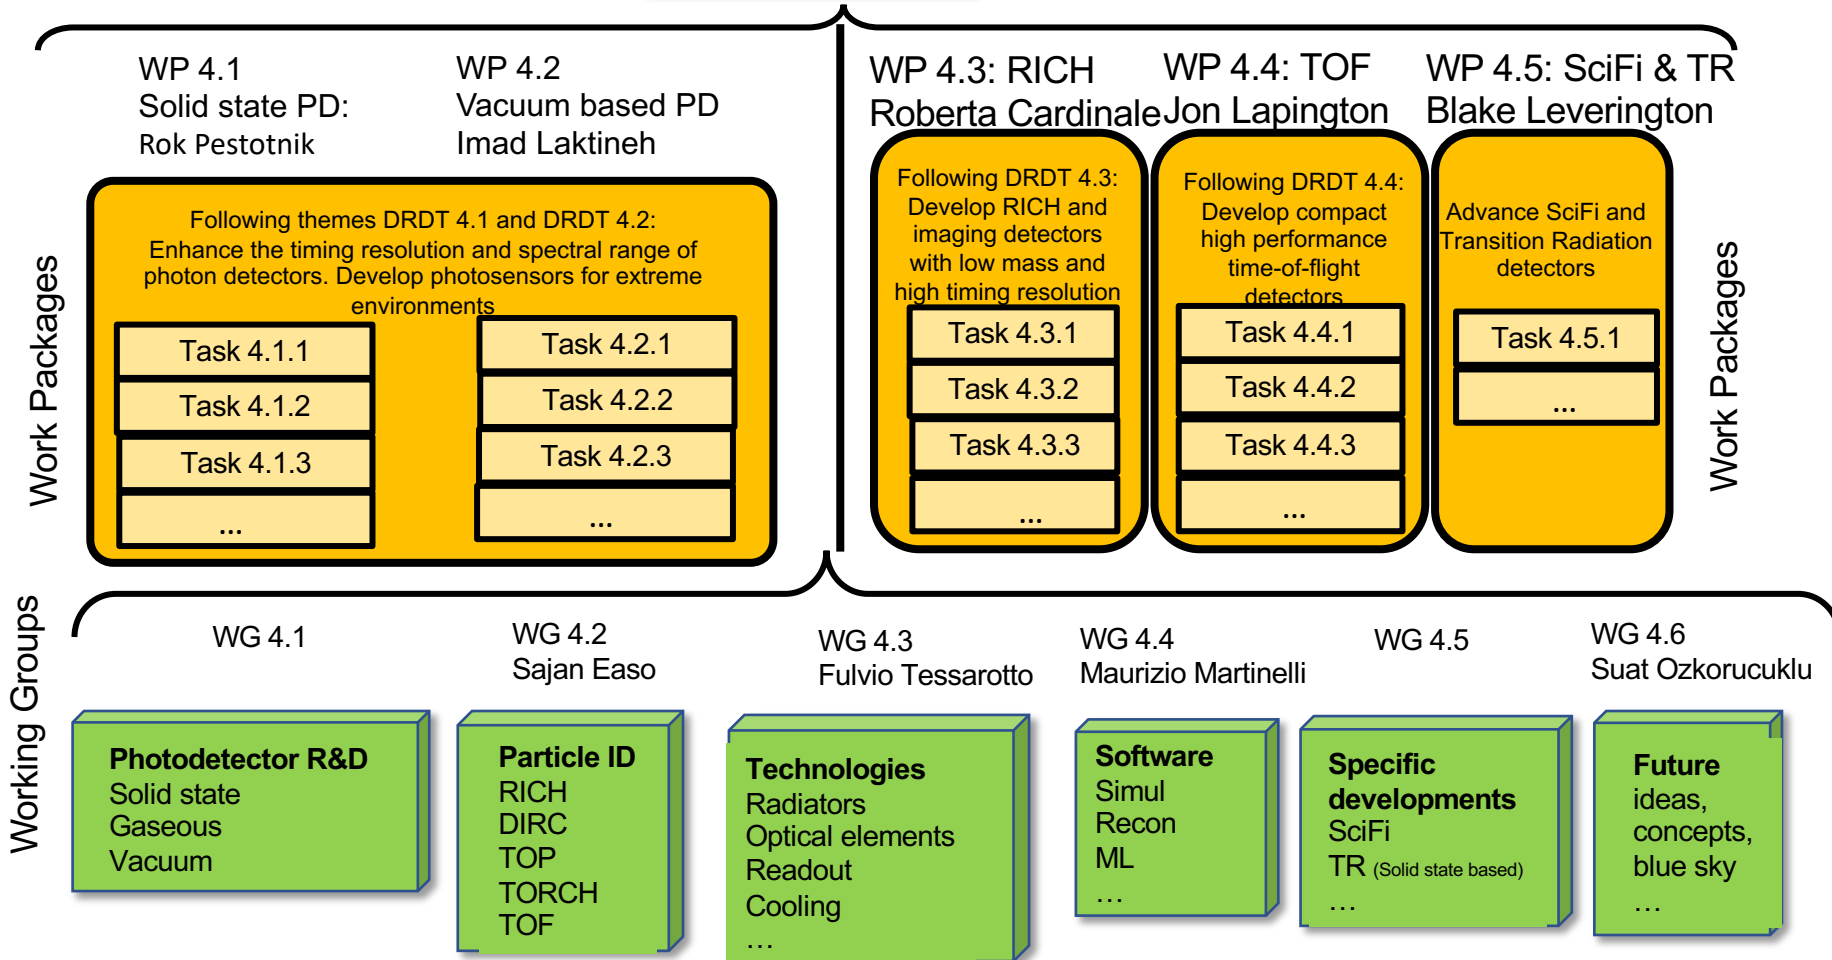 WP 4.1
Solid state PD:
Rok Pestotnik
WP 4.2
Vacuum based PD
Imad Laktineh
WP 4.3: RICH
Roberta Cardinale
WP 4.4: TOF
Jon Lapington
WP 4.5: SciFi & TR
Blake Leverington
Work Packages
Following themes DRDT 4.1 and DRDT 4.2:
Enhance the timing resolution and spectral range of
photon detectors. Develop photosensors for extreme
environments
Task 4.1.1
Task 4.1.2
Task 4.1.3
...
Task 4.2.1
Task 4.2.2
Task 4.2.3
...
Following DRDT 4.3:
Develop RICH and
imaging detectors
with low mass and
high timing resolution
Task 4.3.1
Task 4.3.2
Task 4.3.3
...
Following DRDT 4.4:
Develop compact
high performance
time-of-flight
detectors
Task 4.4.1
Task 4.4.2
Task 4.4.3
...
Advance SciFi and
Transition Radiation
detectors
Task 4.5.1
...
Work Packages
Working Groups
WG 4.1
WG 4.2
Sajan Easo
WG 4.3
Fulvio Tessarotto
WG 4.4
Maurizio Martinelli
WG 4.5
WG 4.6
Suat Ozkorucuklu
Photodetector R&D
Solid state
Gaseous
Vacuum
Particle ID
RICH
DIRC
TOP
TORCH
TOF
Technologies
Radiators
Optical elements
Readout
Cooling
…
Software
Simul
Recon
ML
…
Specific
developments
SciFi
TR (Solid state based)
…
Future
ideas,
concepts,
blue sky
…